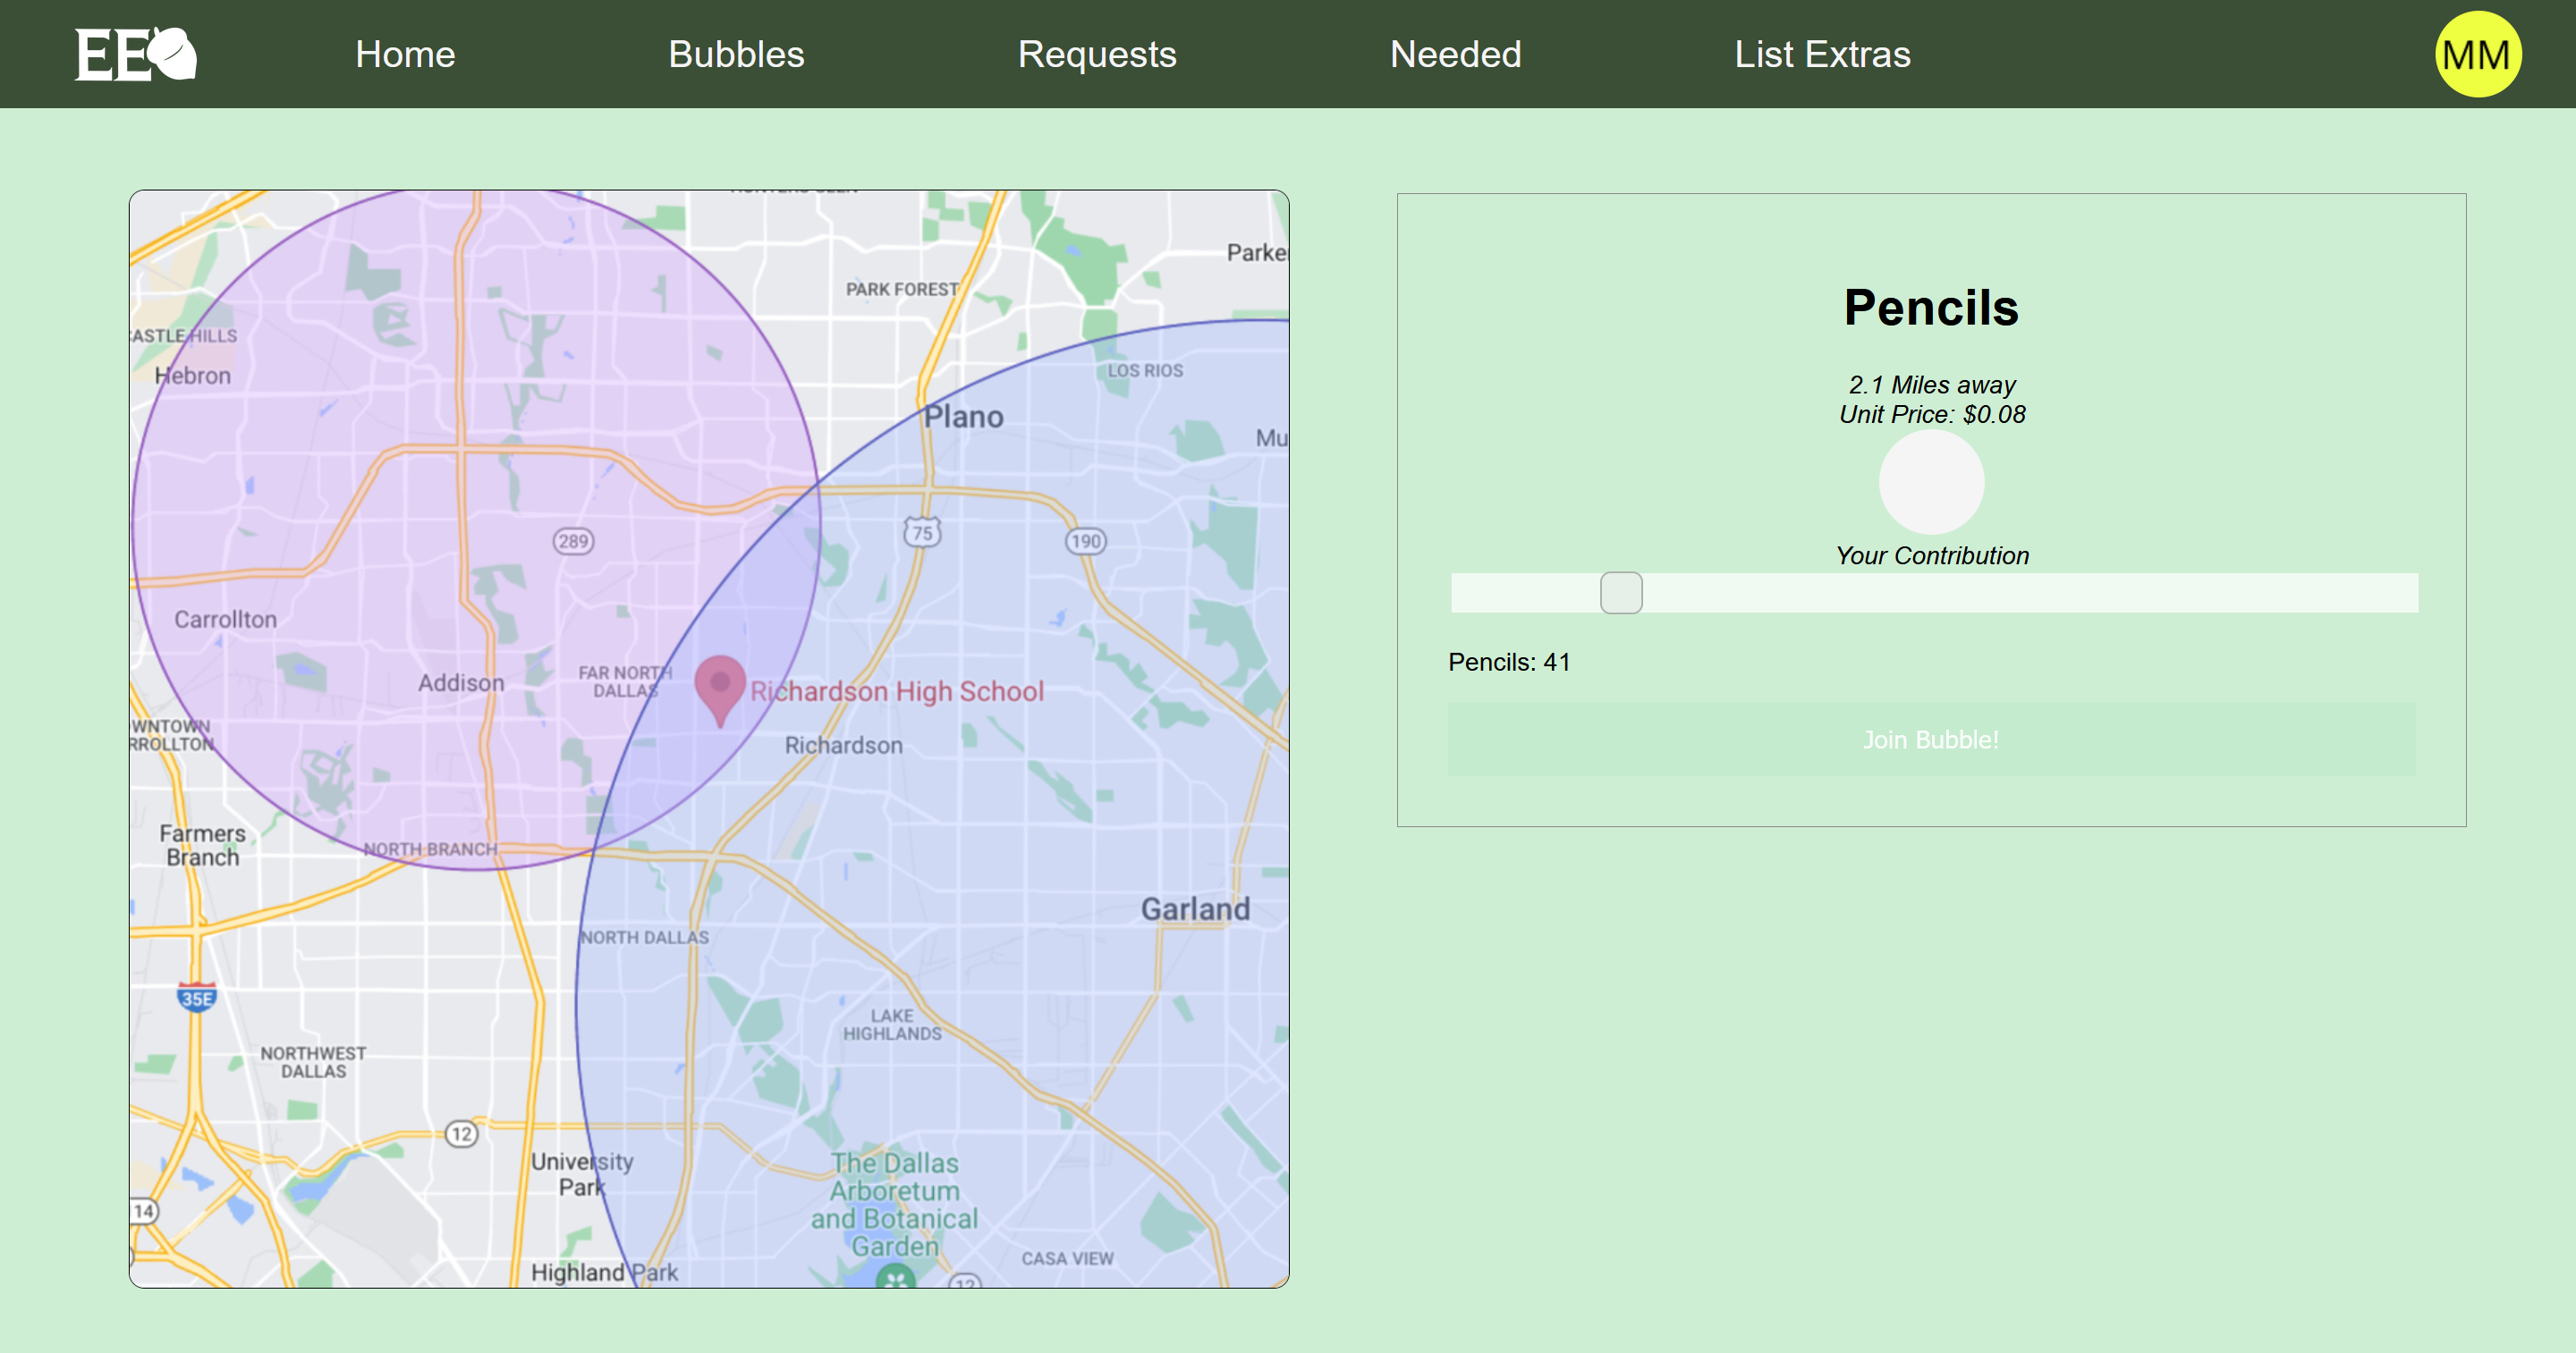 EE
Home
Bubbles
Requests
Needed
List Extras
MM
Parke
PARK FOREST
CASTLE HILLS
Hebron
LOS RIOS
Plano
Mu
289
75
190
Carrollton
Addison
FAR NORTH
DALLAS
Richardson High School
Richardson
WNTOWN
RROLLTON
Farmers
Branch
NORTH BRANCH
Garland
NORTH DALLAS
35E
LAKE
HIGHLANDS
NORTHWEST
DALLAS
12
University
Park
The Dallas
Arboretum
and Botanical
Garden
14
CASA VIEW
Highland Park
12
Pencils
2.1 Miles away
Unit Price: $0.08
Your Contribution
Pencils: 41
Join Bubble!